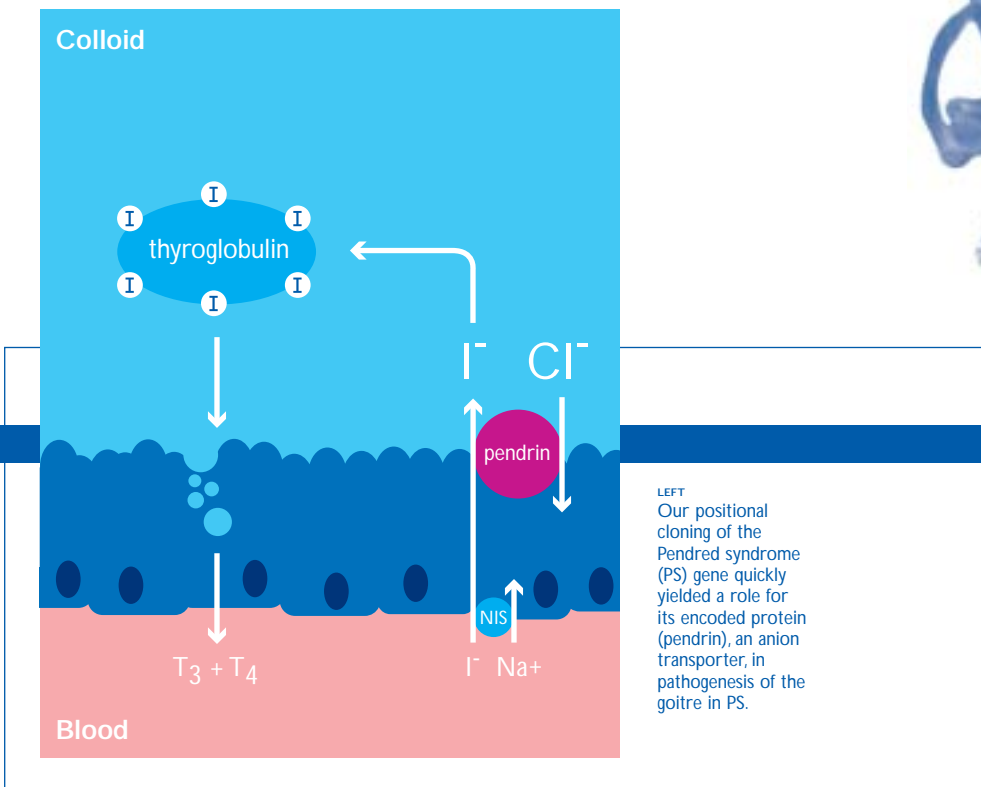 Colloid
I
I
I
thyroglobulin
I
I
I
I⁻ Cl⁻
pendrin
NIS
T₃ + T₄
I⁻ Na+
Blood
LEFT
Our positional
cloning of the
Pendred syndrome
(PS) gene quickly
yielded a role for
its encoded protein
(pendrin), an anion
transporter, in
pathogenesis of the
goitre in PS.